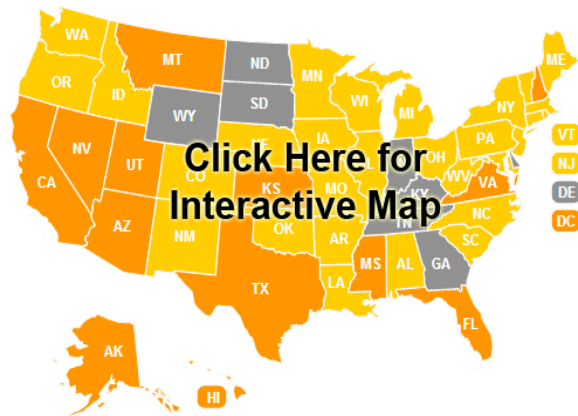 WA
MT
ND
MN
ME
OR
ID
SD
WI
MI
NY
WY
VT
NE
IA
PA
NV
UT
CO
OH
NJ
Click Here for
CA
KS
MO
KY
WV
VA
DE
Interactive Map
AZ
NM
OK
AR
TN
NC
DC
SC
TX
MS
AL
GA
LA
FL
AK
HI